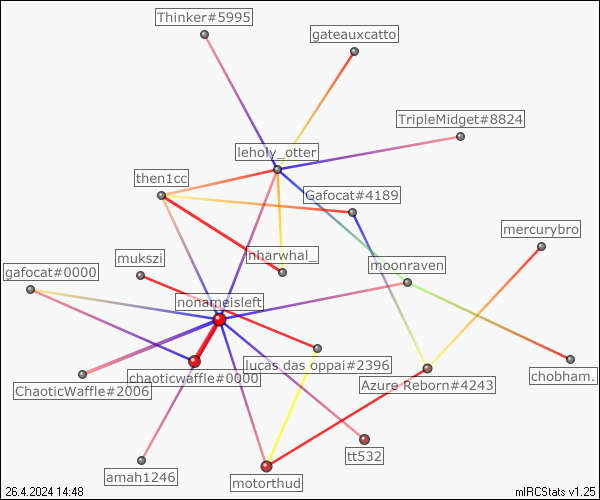 Thinker#5995
gateauxcatto
TripleMidget#8824
leholy_otter
then1cc
Gafocat#4189
mercurybro
nharwhal_
mukszi
moonraven
gafocat#0000
nonameisleft
lucas das oppai#2396
chaoticwaffle#0000
chobham.
Azure Reborn#4243
ChaoticWaffle#2006
tt532
amah1246
motorthud
26.4.2024 14:48
mIRCStats v1.25